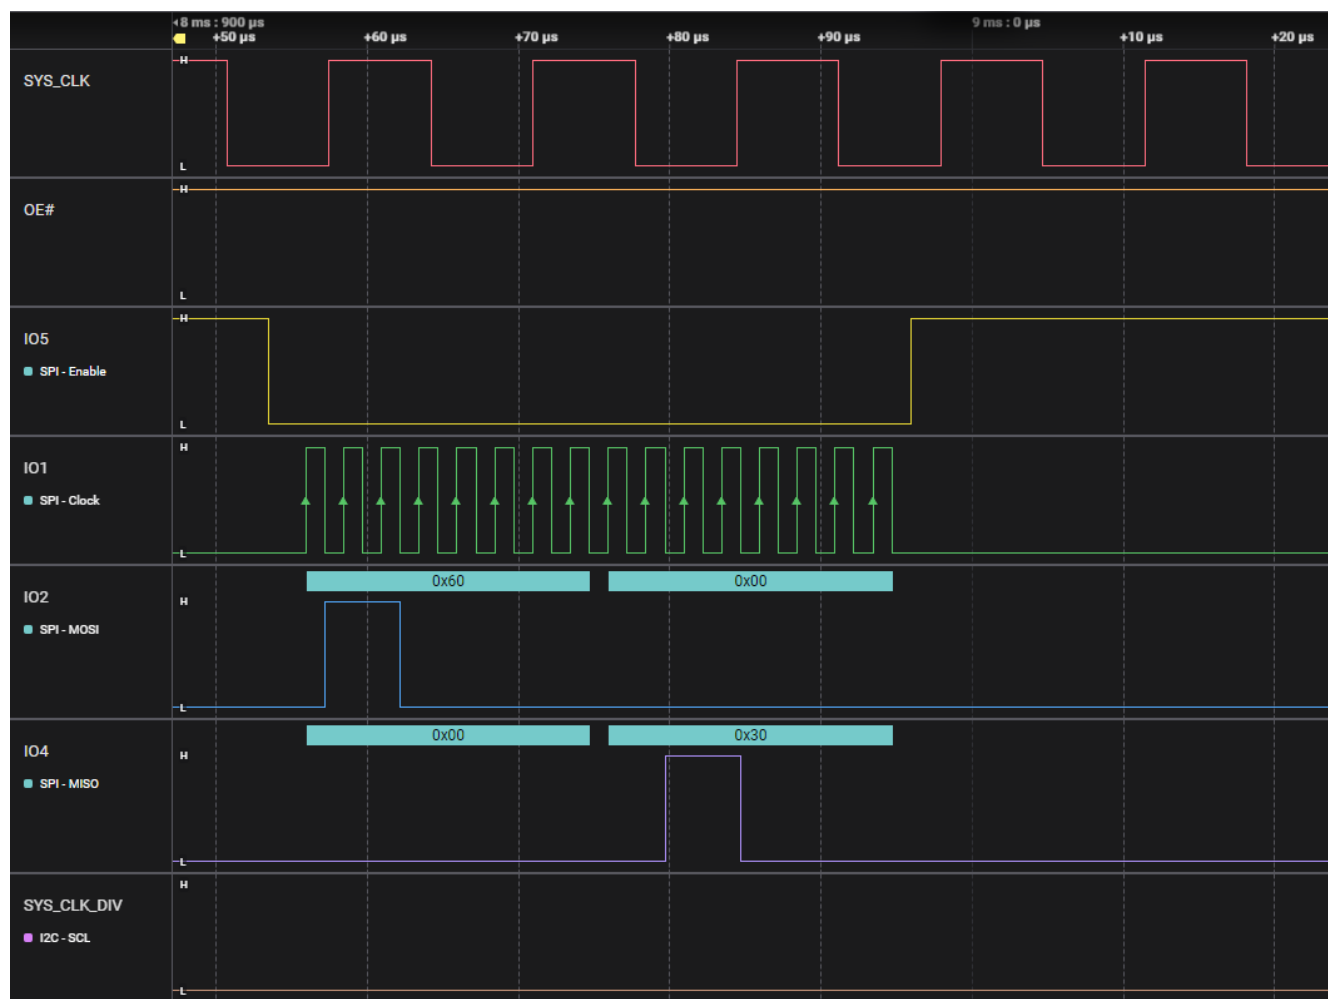 8 ms : 900 µs 9 ms : 0 µs
+50 µs +60 µs +70 µs +80 µs +90 µs +10 µs +20 µs
H
SYS_CLK
L
H
OE#
L
H
IO5
SPI - Enable
L
H
IO1
SPI - Clock
L
0x60 0x00
IO2
H
SPI - MOSI
L
0x00 0x30
IO4
H
SPI - MISO
L
H
SYS_CLK_DIV
I2C - SCL
L